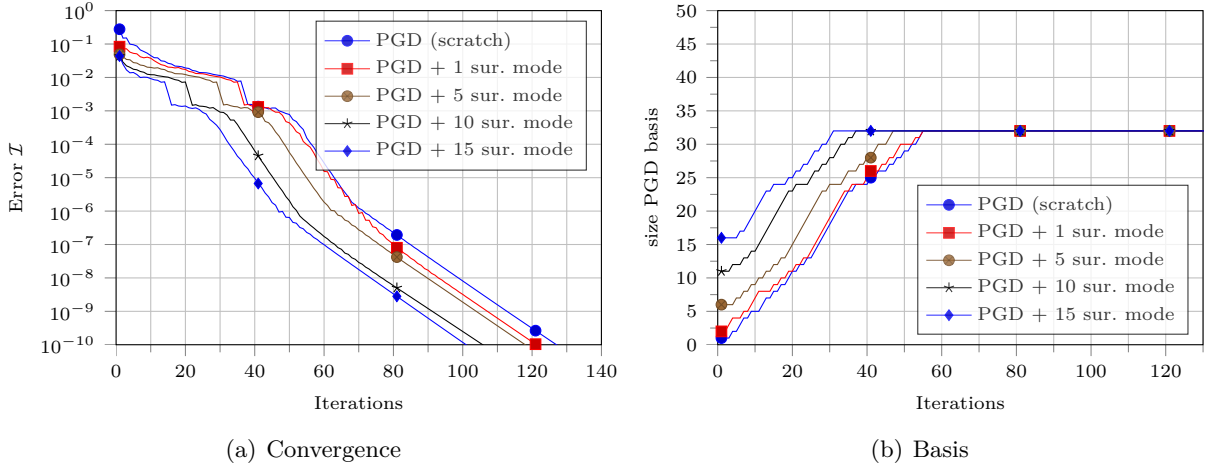 10^0
10^−1
10^−2
10^−3
10^−4
10^−5
10^−6
10^−7
10^−8
10^−9
10^−10
Error I
0 20 40 60 80 100 120 140
Iterations
PGD (scratch)
PGD + 1 sur. mode
PGD + 5 sur. mode
PGD + 10 sur. mode
PGD + 15 sur. mode
(a) Convergence
50
45
40
35
30
25
20
15
10
5
0
size PGD basis
0 20 40 60 80 100 120
Iterations
PGD (scratch)
PGD + 1 sur. mode
PGD + 5 sur. mode
PGD + 10 sur. mode
PGD + 15 sur. mode
(b) Basis